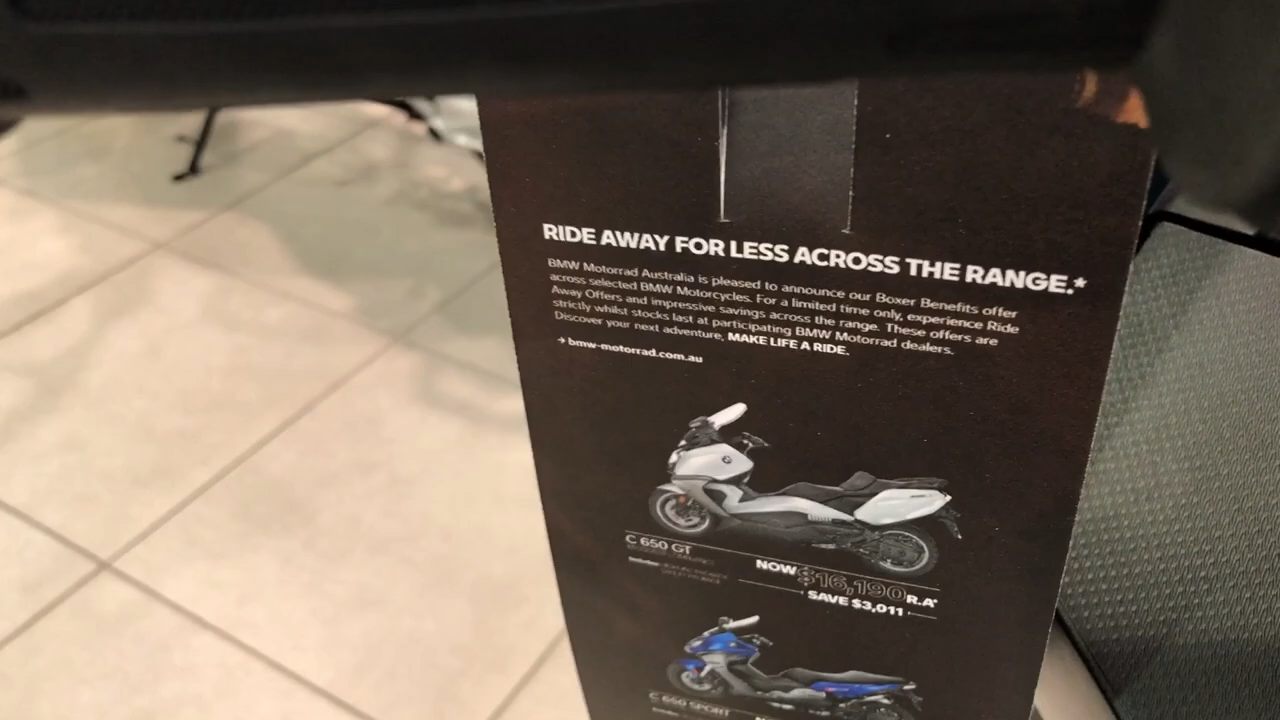 RIDE AWAY FOR LESS ACROSS THE RANGE.*
BMW Motorrad Australia is pleased to announce our Boxer Benefits offer
across selected BMW Motorcycles. For a limited time only, experience Ride
Away Offers and impressive savings across the range. These offers are
strictly whilst stocks last at participating BMW Motorrad dealers.
Discover your next adventure, MAKE LIFE A RIDE.
→ bmw-motorrad.com.au
C 650 GT
NOW $16,190 R.A*
SAVE $3,011
C 650 SPORT